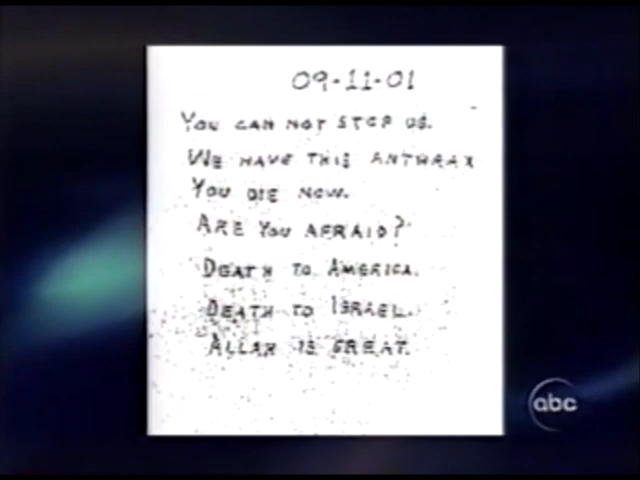 09-11-01
YOU CAN NOT STOP US.
WE HAVE THIS ANTHRAX
YOU DIE NOW.
ARE YOU AFRAID?
DEATH TO AMERICA.
DEATH TO ISRAEL.
ALLAH IS GREAT.
abc